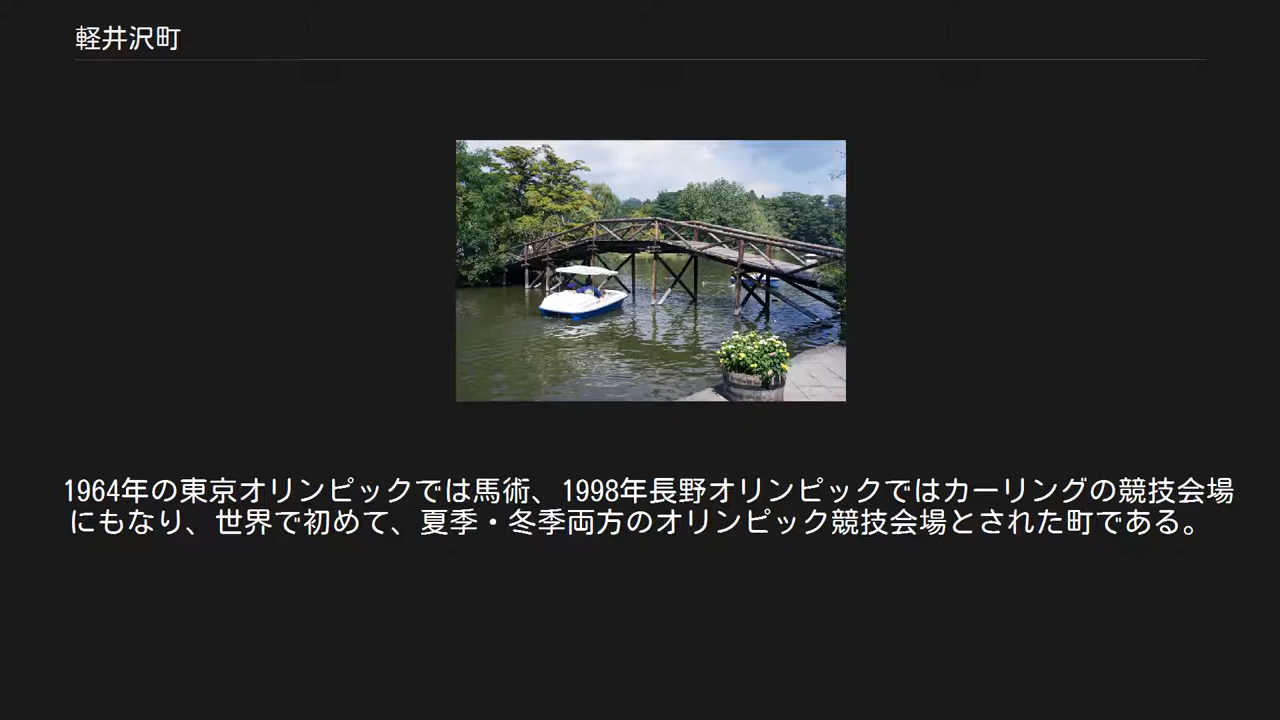 軽井沢町
1964年の東京オリンピックでは馬術、1998年長野オリンピックではカーリングの競技会場
にもなり、世界で初めて、夏季・冬季両方のオリンピック競技会場とされた町である。